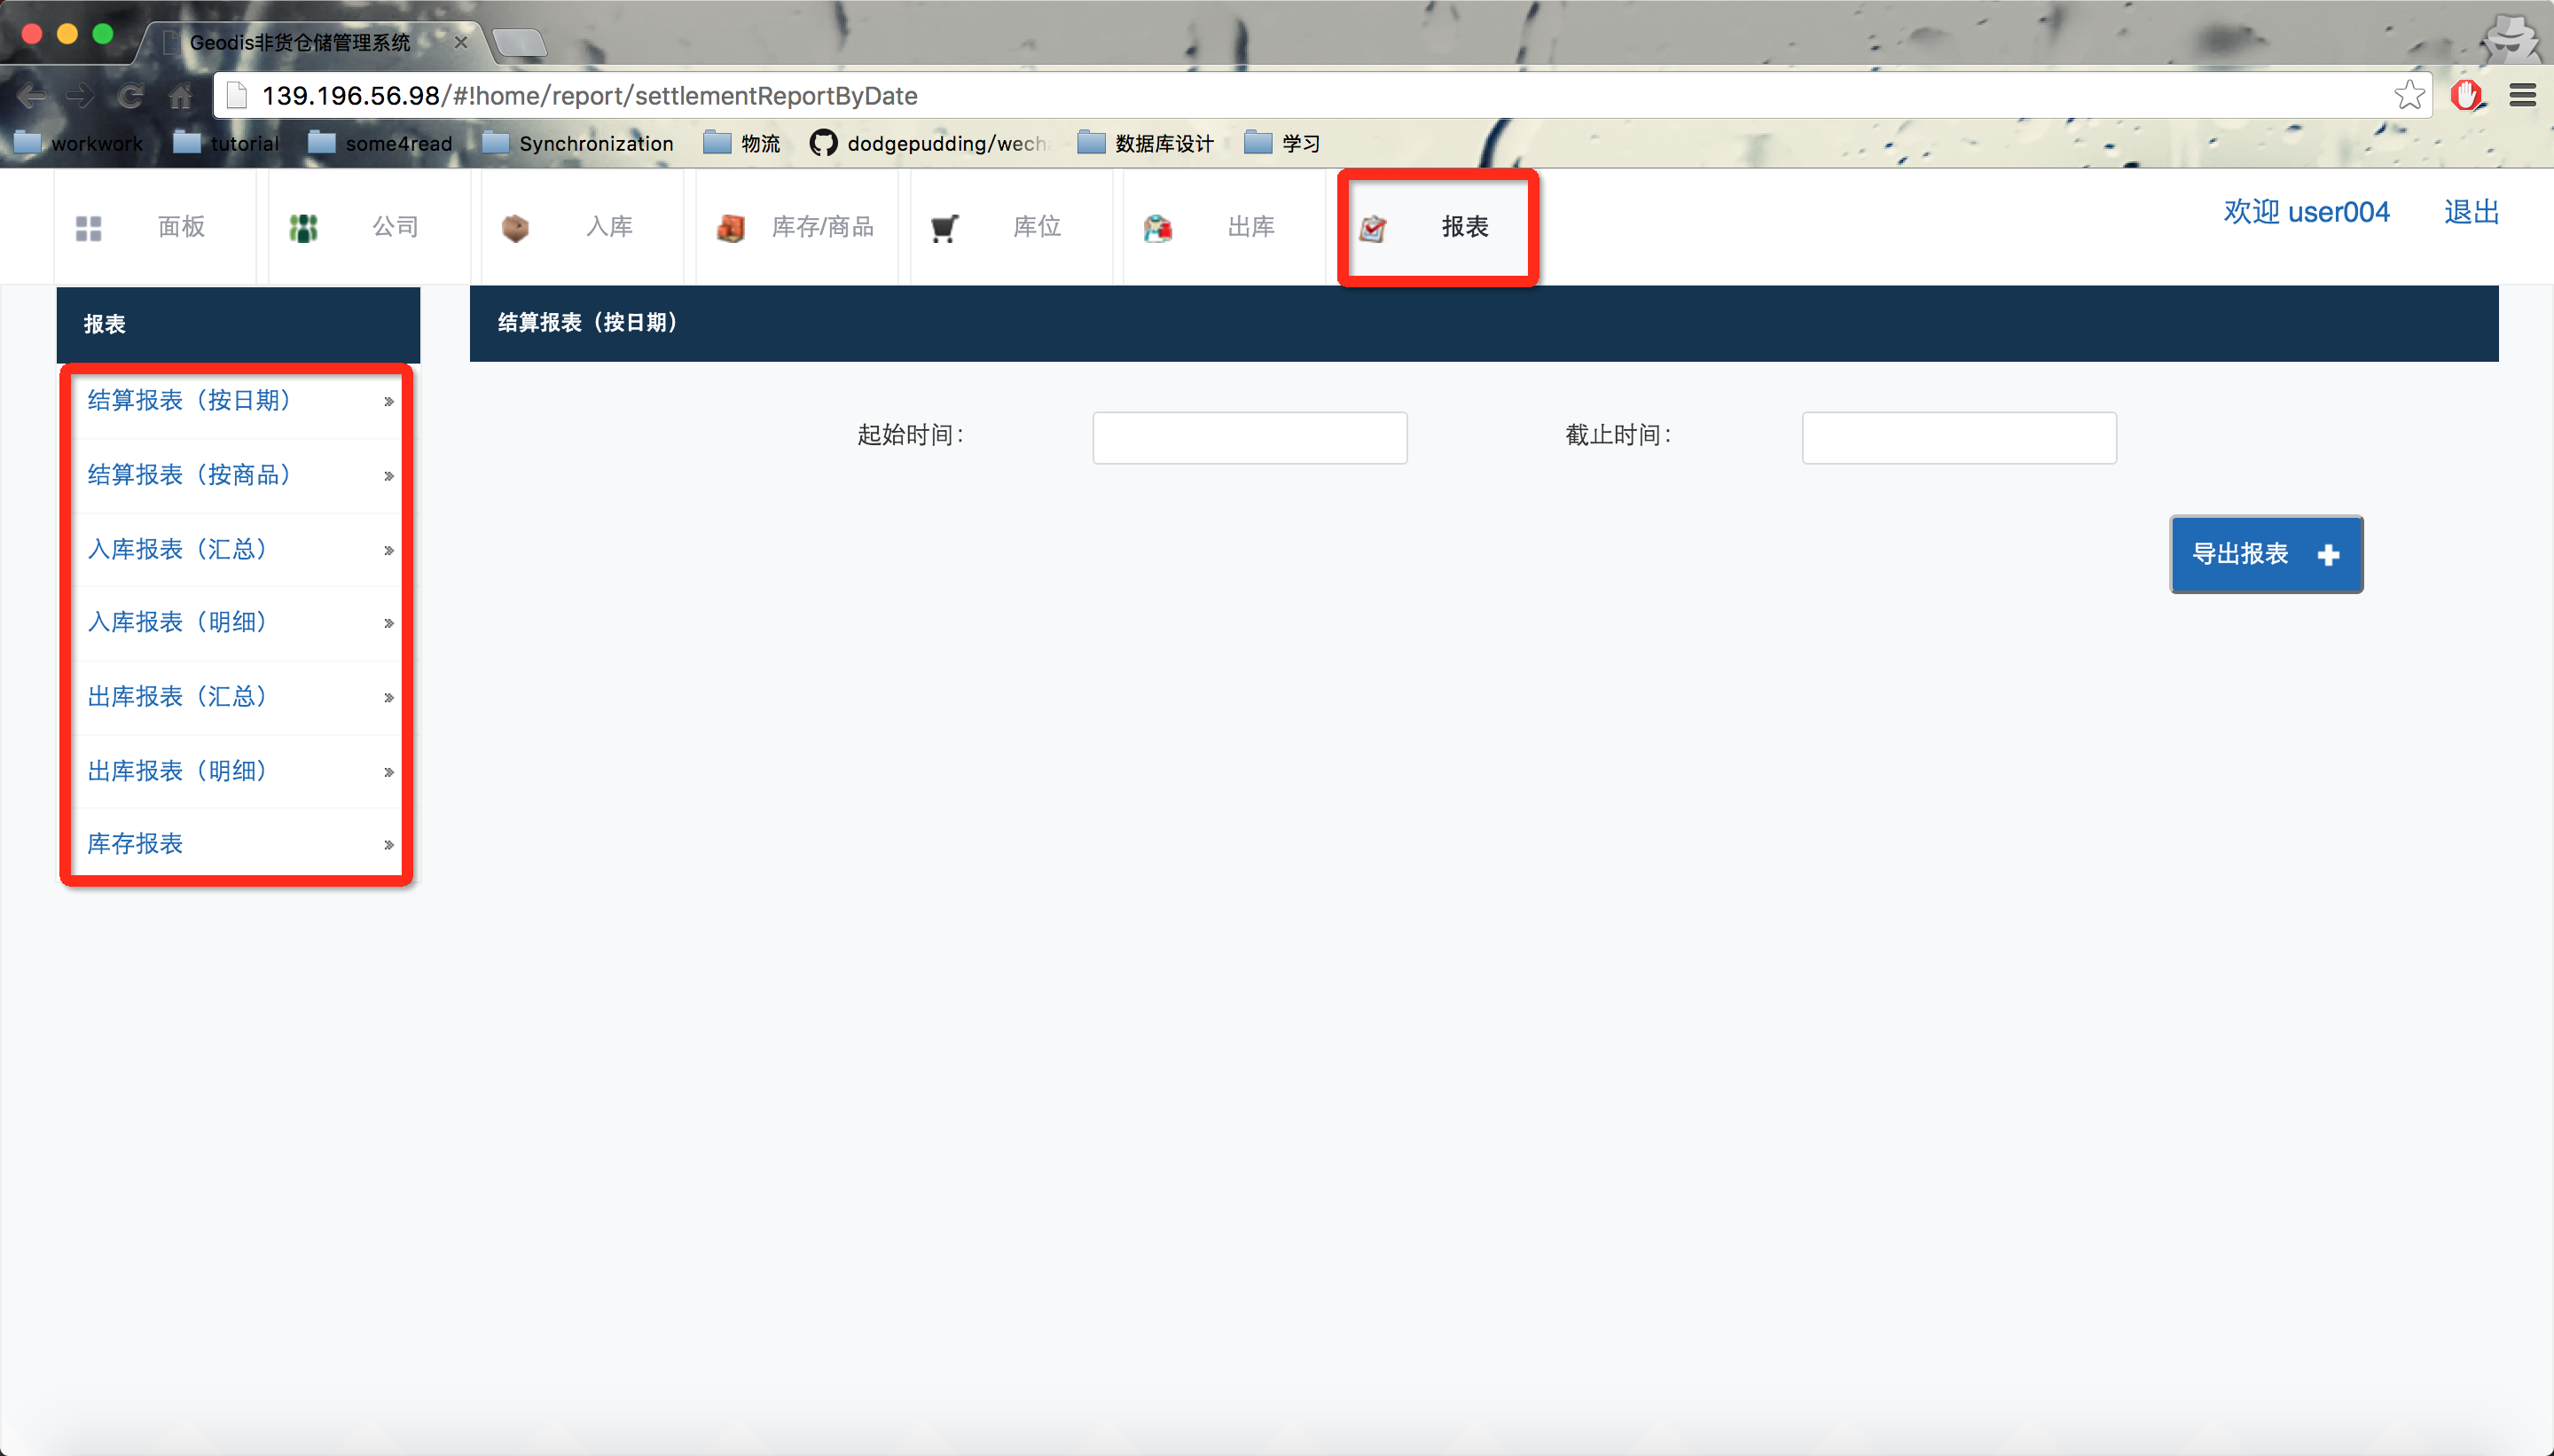 Geodis非货仓储管理系统
139.196.56.98/#!home/report/settlementReportByDate
workwork tutorial some4read Synchronization 物流 dodgepudding/wech 数据库设计 学习
面板 公司 入库 库存/商品 库位 出库 报表 欢迎 user004 退出
报表
结算报表（按日期）
结算报表（按商品）
入库报表（汇总）
入库报表（明细）
出库报表（汇总）
出库报表（明细）
库存报表
结算报表（按日期）
起始时间： 截止时间：
导出报表